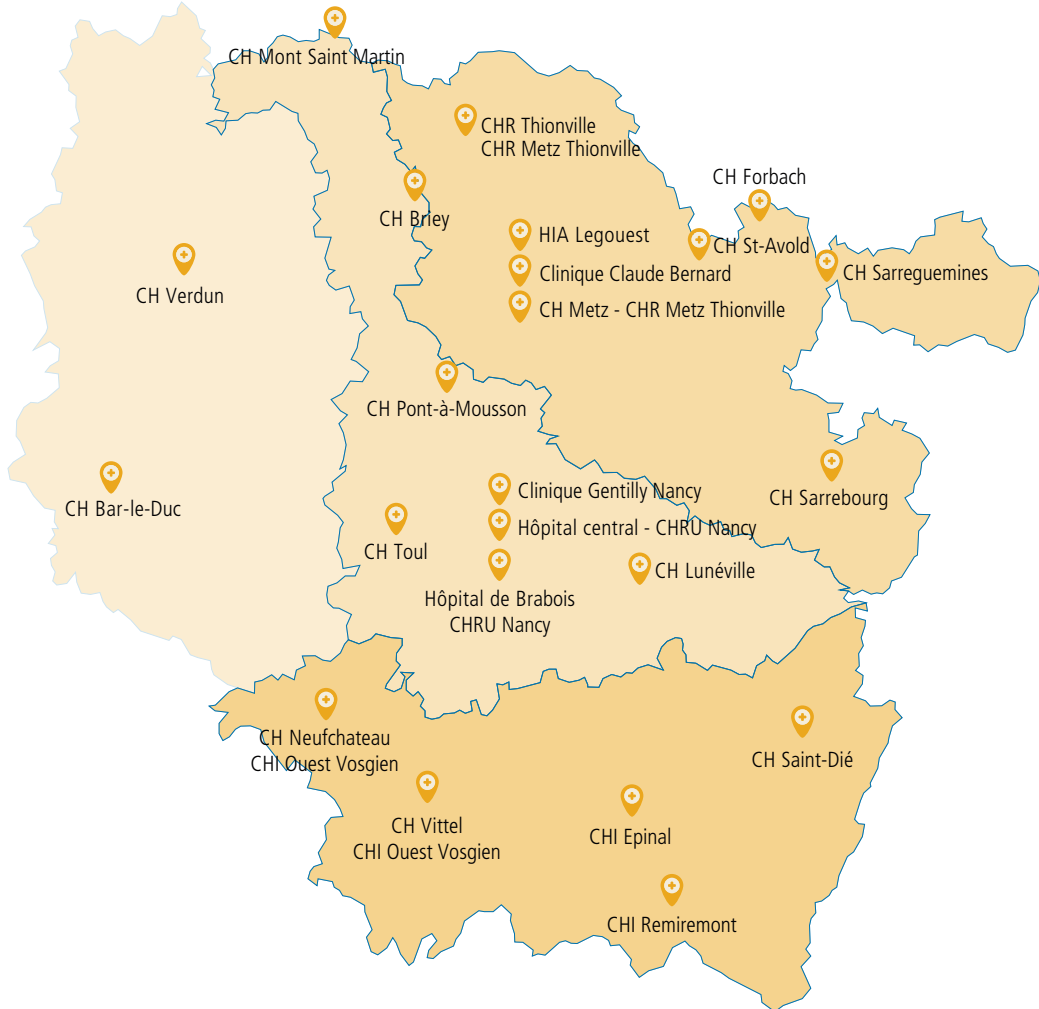 CH Mont Saint Martin
CHR Thionville
CHR Metz Thionville
CH Forbach
CH Briey
HIA Legouest
CH St-Avold
Clinique Claude Bernard
CH Sarreguemines
CH Verdun
CH Metz - CHR Metz Thionville
CH Pont-à-Mousson
Clinique Gentilly Nancy
CH Sarrebourg
CH Bar-le-Duc
Hôpital central - CHRU Nancy
CH Toul
CH Lunéville
Hôpital de Brabois
CHRU Nancy
CH Neufchateau
CHI Ouest Vosgien
CH Saint-Dié
CH Vittel
CHI Ouest Vosgien
CHI Epinal
CHI Remiremont